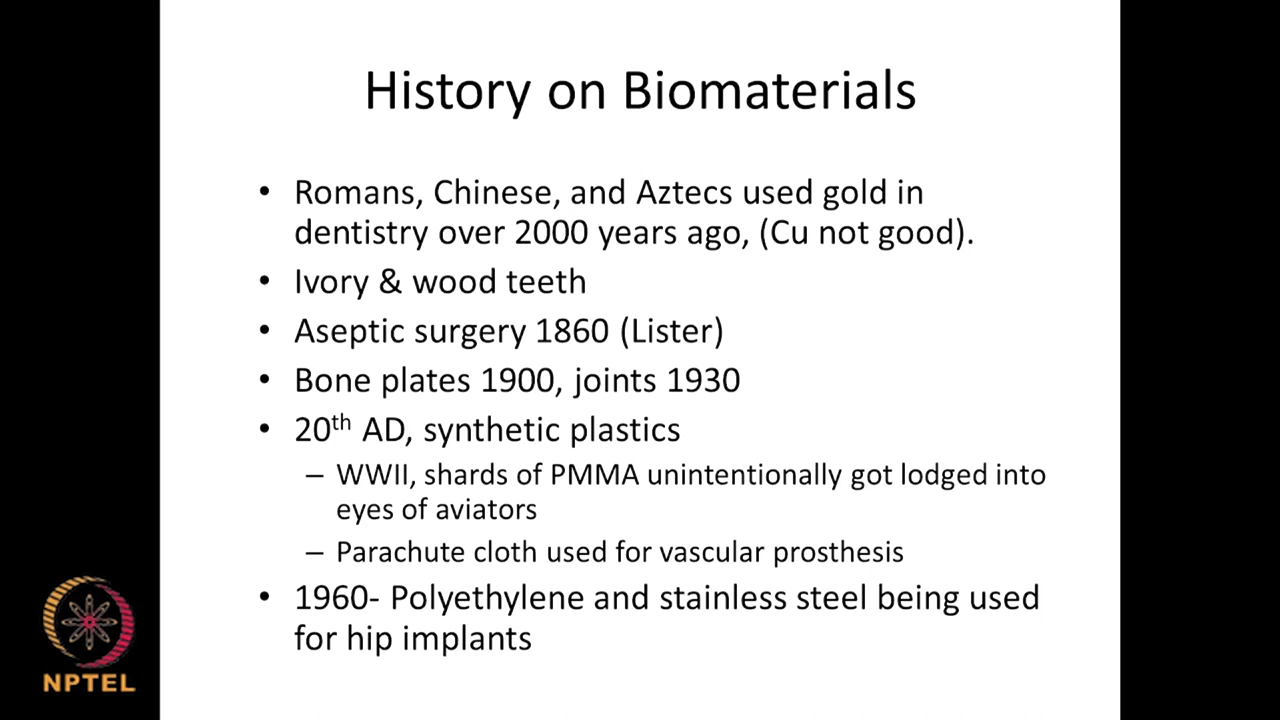 History on Biomaterials
• Romans, Chinese, and Aztecs used gold in
dentistry over 2000 years ago, (Cu not good).
• Ivory & wood teeth
• Aseptic surgery 1860 (Lister)
• Bone plates 1900, joints 1930
• 20th AD, synthetic plastics
– WWII, shards of PMMA unintentionally got lodged into
eyes of aviators
– Parachute cloth used for vascular prosthesis
• 1960- Polyethylene and stainless steel being used
for hip implants
NPTEL